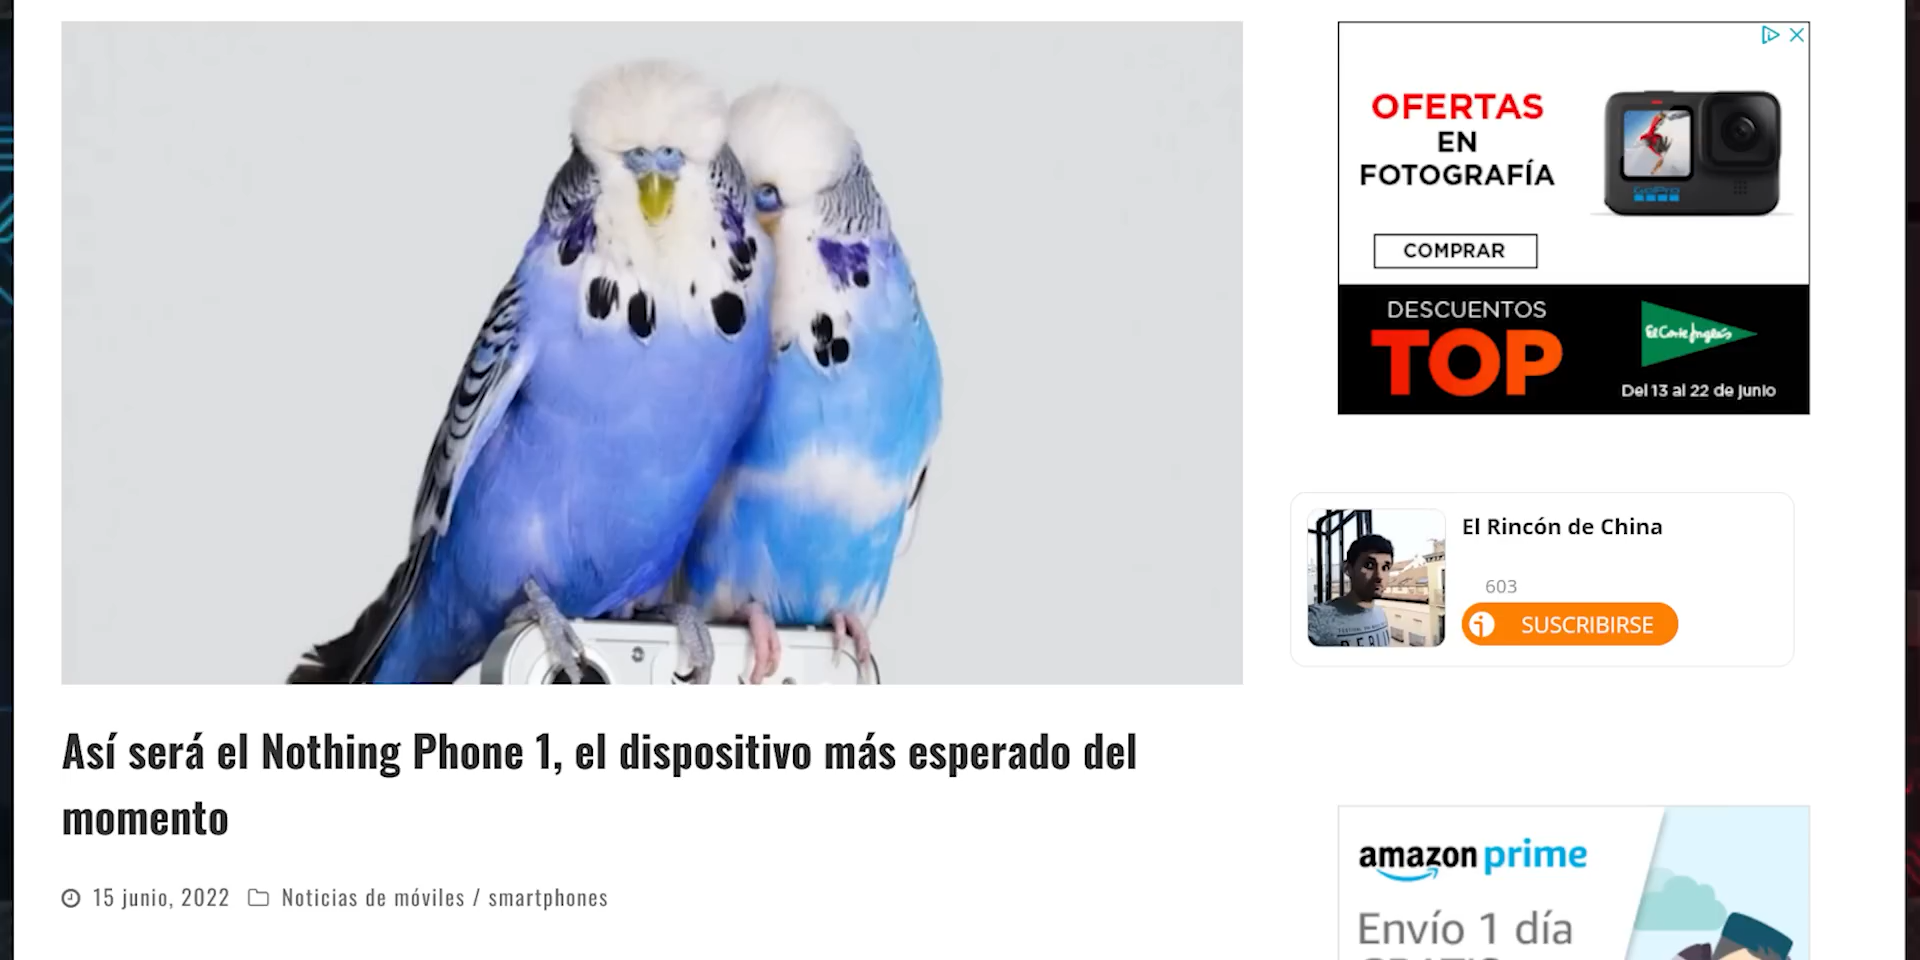 Así será el Nothing Phone 1, el dispositivo más esperado del
momento
15 junio, 2022 Noticias de móviles / smartphones
OFERTAS
EN
FOTOGRAFÍA
COMPRAR
GoPro
DESCUENTOS
TOP
El Corte Inglés
Del 13 al 22 de junio
El Rincón de China
603
SUSCRIBIRSE
amazon prime
Envío 1 día